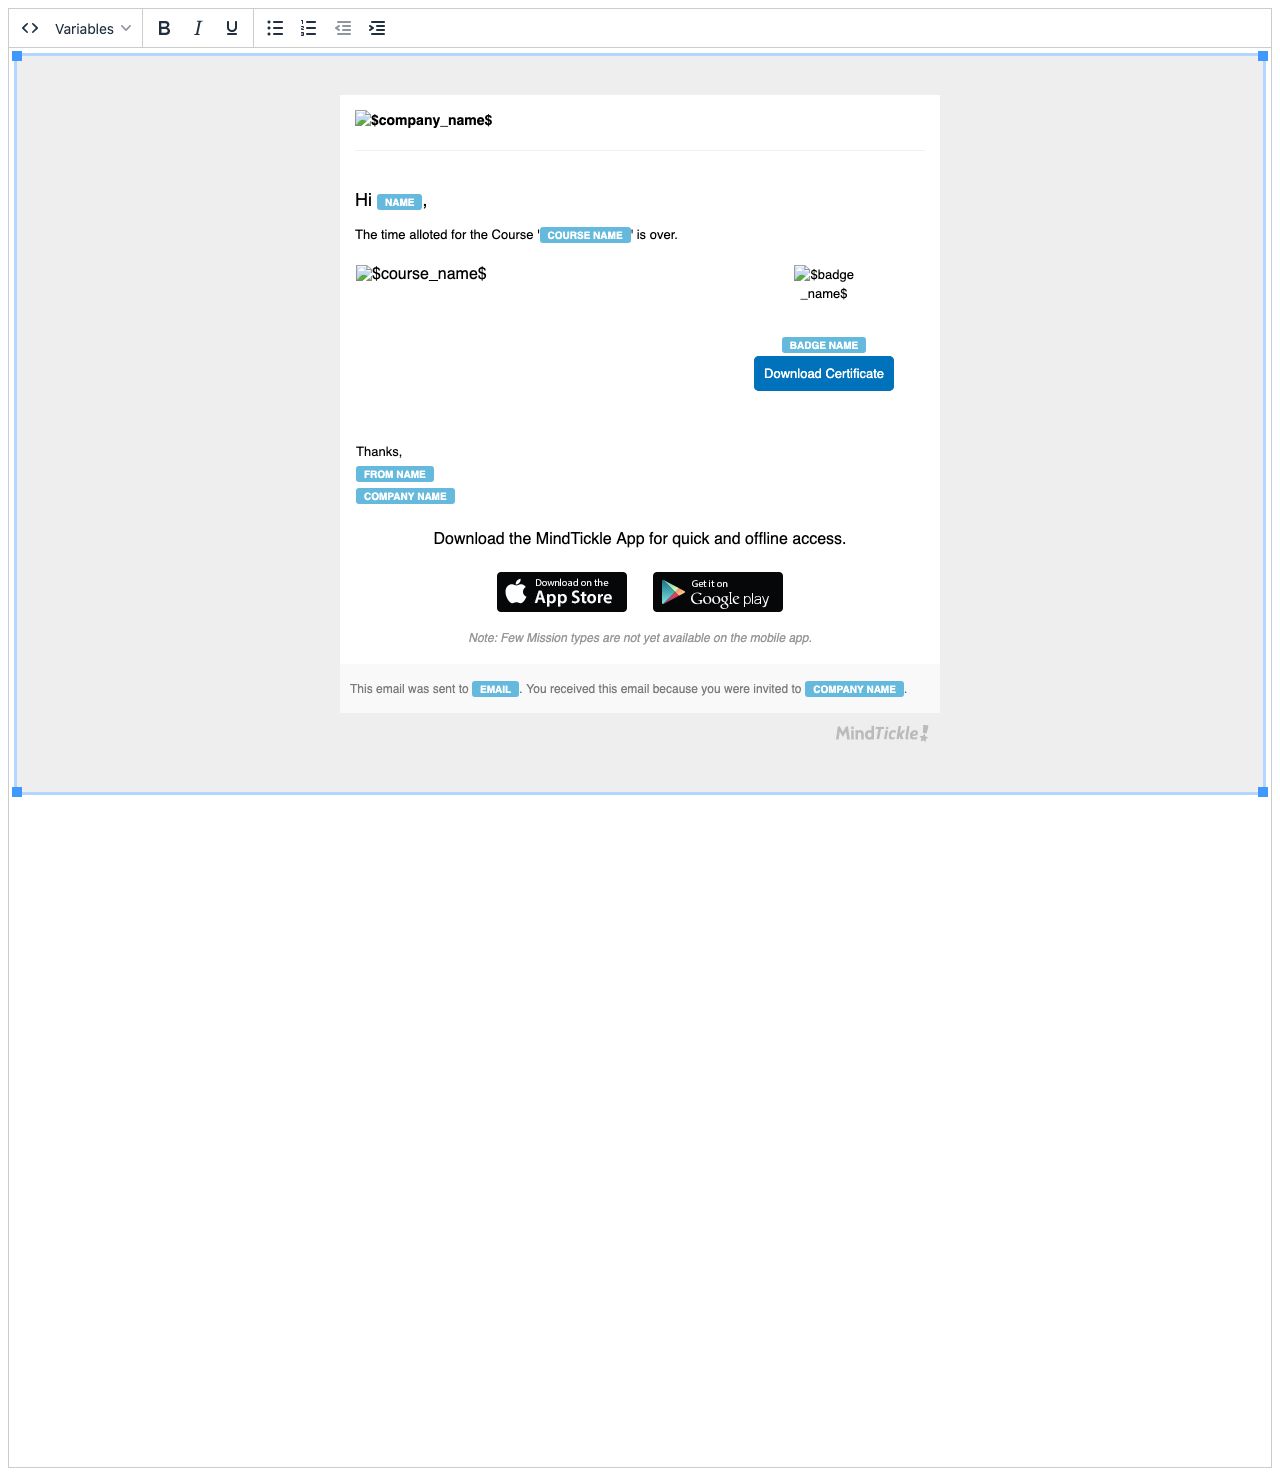 Variables B I U
$company_name$
Hi NAME ,
The time alloted for the Course 'COURSE NAME' is over.
$course_name$
$badge
_name$
BADGE NAME
Download Certificate
Thanks,
FROM NAME
COMPANY NAME
Download the MindTickle App for quick and offline access.
Download on the
App Store
Get it on
Google play
Note: Few Mission types are not yet available on the mobile app.
This email was sent to EMAIL. You received this email because you were invited to COMPANY NAME.
MindTickle!